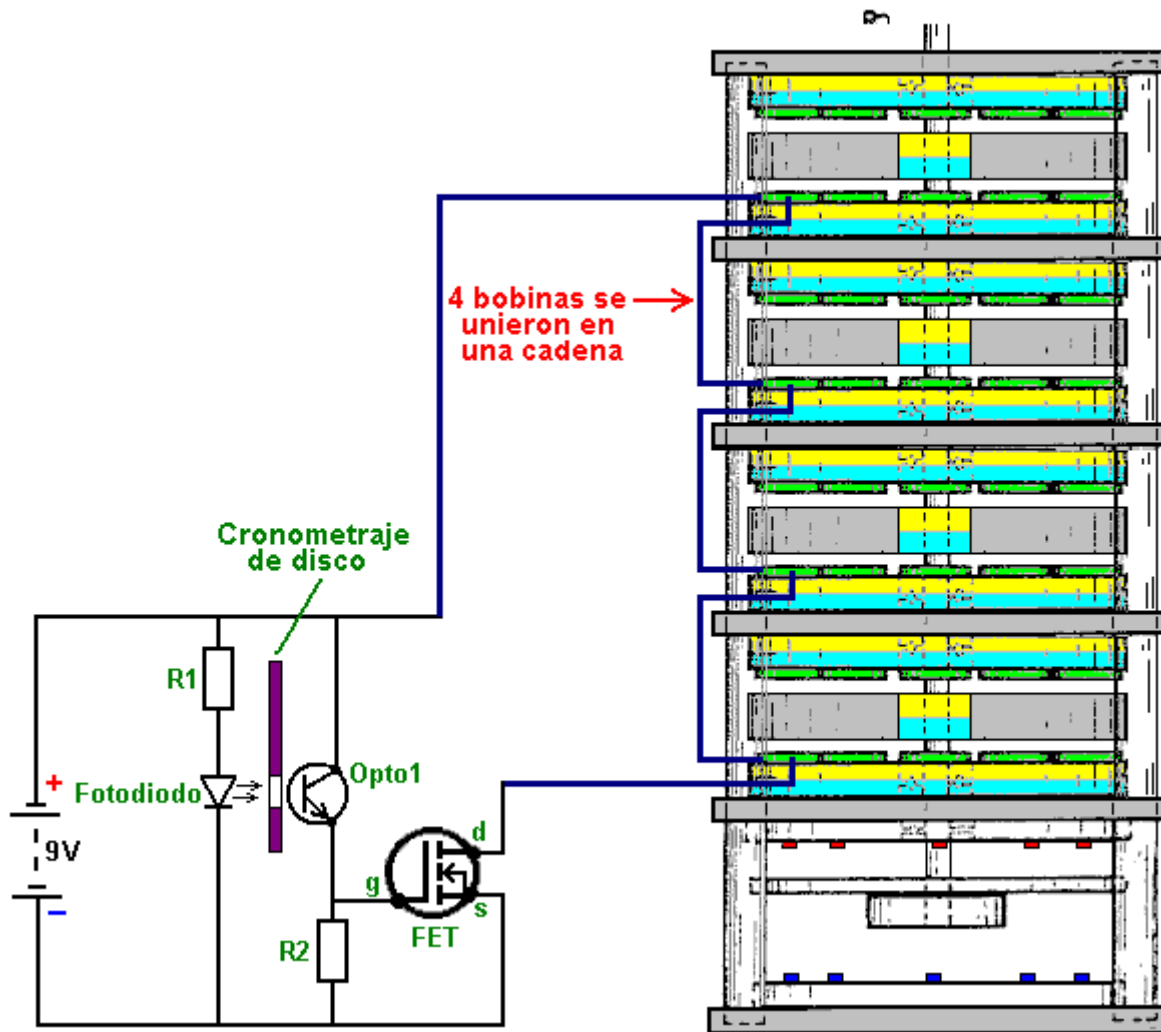 4 bobinas se
unieron en
una cadena
Cronometraje
de disco
R1
+
Fotodiodo
Opto1
9V
d
g
s
R2
FET
–